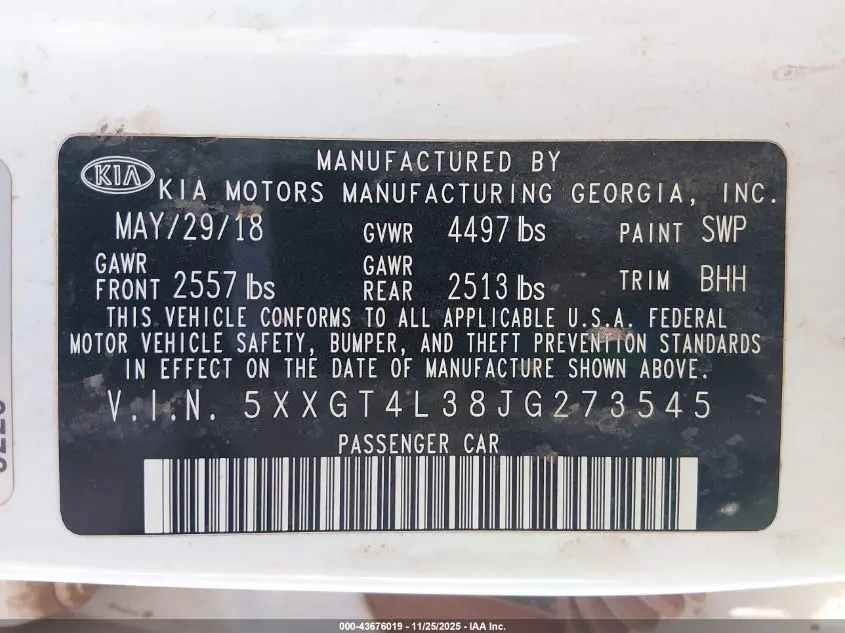 MANUFACTURED BY
KIA KIA MOTORS MANUFACTURING GEORGIA, INC.
MAY/29/18 GVWR 4497 lbs PAINT SWP
GAWR FRONT 2557 lbs GAWR REAR 2513 lbs TRIM BHH
THIS VEHICLE CONFORMS TO ALL APPLICABLE U.S.A. FEDERAL
MOTOR VEHICLE SAFETY, BUMPER, AND THEFT PREVENTION STANDARDS
IN EFFECT ON THE DATE OF MANUFACTURE SHOWN ABOVE.
V.I.N. 5XXGT4L38JG273545
PASSENGER CAR
000-43676019 - 11/25/2025 - IAA Inc.